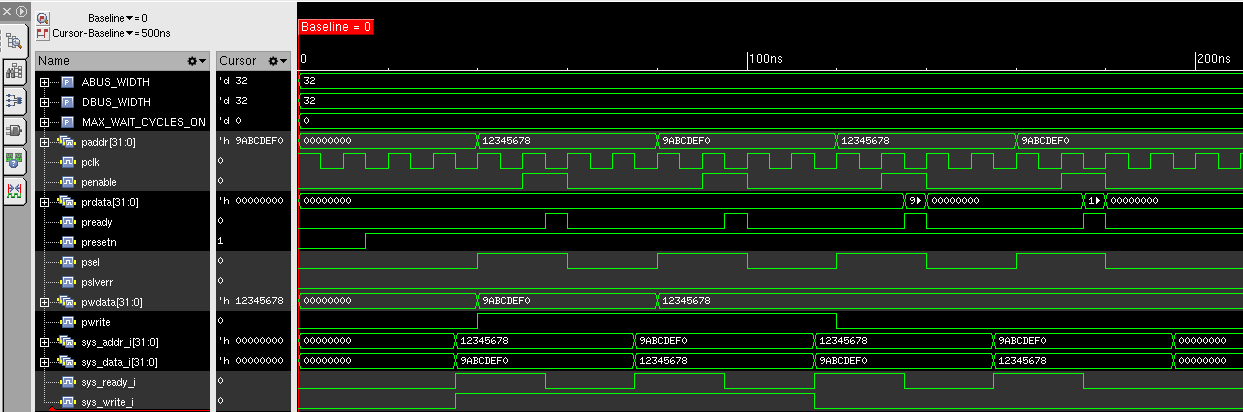 Baseline▼= 0
Cursor-Baseline▼= 500ns
Baseline = 0
Name Cursor 0 100ns 200ns
ABUS_WIDTH 'd 32 32
DBUS_WIDTH 'd 32 32
MAX_WAIT_CYCLES_ON 'd 0 0
paddr[31:0] 'h 9ABCDEF0 00000000 12345678 9ABCDEF0 12345678 9ABCDEF0
pclk 0
penable 0
prdata[31:0] 'h 00000000 00000000 9▶ 00000000 1▶ 00000000
pready 0
presetn 1
psel 0
pslverr 0
pwdata[31:0] 'h 12345678 00000000 9ABCDEF0 12345678
pwrite 0
sys_addr_i[31:0] 'h 00000000 00000000 12345678 9ABCDEF0 12345678 9ABCDEF0 00000000
sys_data_i[31:0] 'h 00000000 00000000 9ABCDEF0 12345678 9ABCDEF0 12345678 00000000
sys_ready_i 0
sys_write_i 0